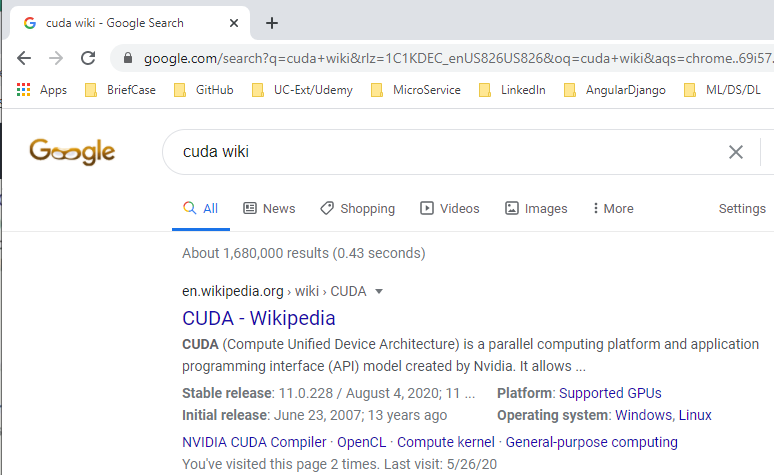 cuda wiki - Google Search
google.com/search?q=cuda+wiki&rlz=1C1KDEC_enUS826US826&oq=cuda+wiki&aqs=chrome..69i57.
Apps BriefCase GitHub UC-Ext/Udemy MicroService LinkedIn AngularDjango ML/DS/DL
Google cuda wiki
All News Shopping Videos Images More Settings
About 1,680,000 results (0.43 seconds)
en.wikipedia.org › wiki › CUDA
CUDA - Wikipedia
CUDA (Compute Unified Device Architecture) is a parallel computing platform and application
programming interface (API) model created by Nvidia. It allows ...
Stable release: 11.0.228 / August 4, 2020; 11 ... Platform: Supported GPUs
Initial release: June 23, 2007; 13 years ago Operating system: Windows, Linux
NVIDIA CUDA Compiler · OpenCL · Compute kernel · General-purpose computing
You've visited this page 2 times. Last visit: 5/26/20